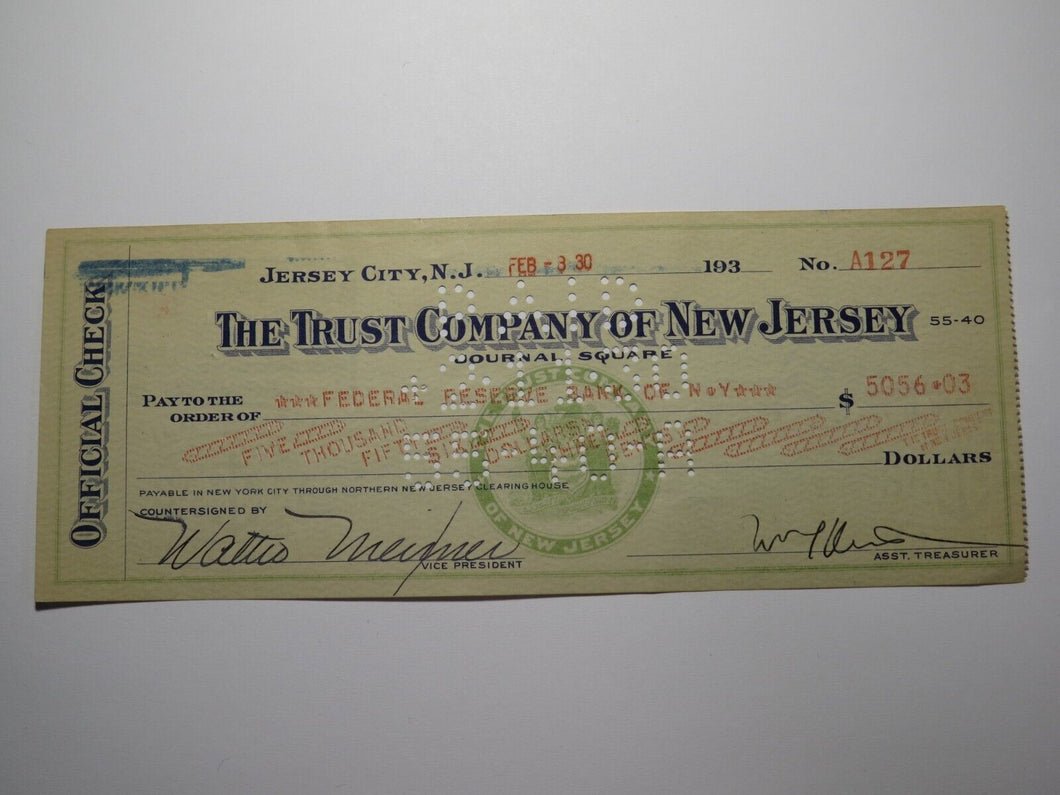 OFFICIAL CHECK
JERSEY CITY, N.J. FEB - 3 30 193 No. A127
THE TRUST COMPANY OF NEW JERSEY 55-40
JOURNAL SQUARE
PAY TO THE ORDER OF ***FEDERAL RESERVE BANK OF N.Y*** $ 5056.03
FIVE THOUSAND FIFTY SIX DOLLARS
DOLLARS
PAYABLE IN NEW YORK CITY THROUGH NORTHERN NEW JERSEY CLEARING HOUSE
COUNTERSIGNED BY
VICE PRESIDENT
ASST. TREASURER
TRUST COMPANY OF NEW JERSEY
PAID